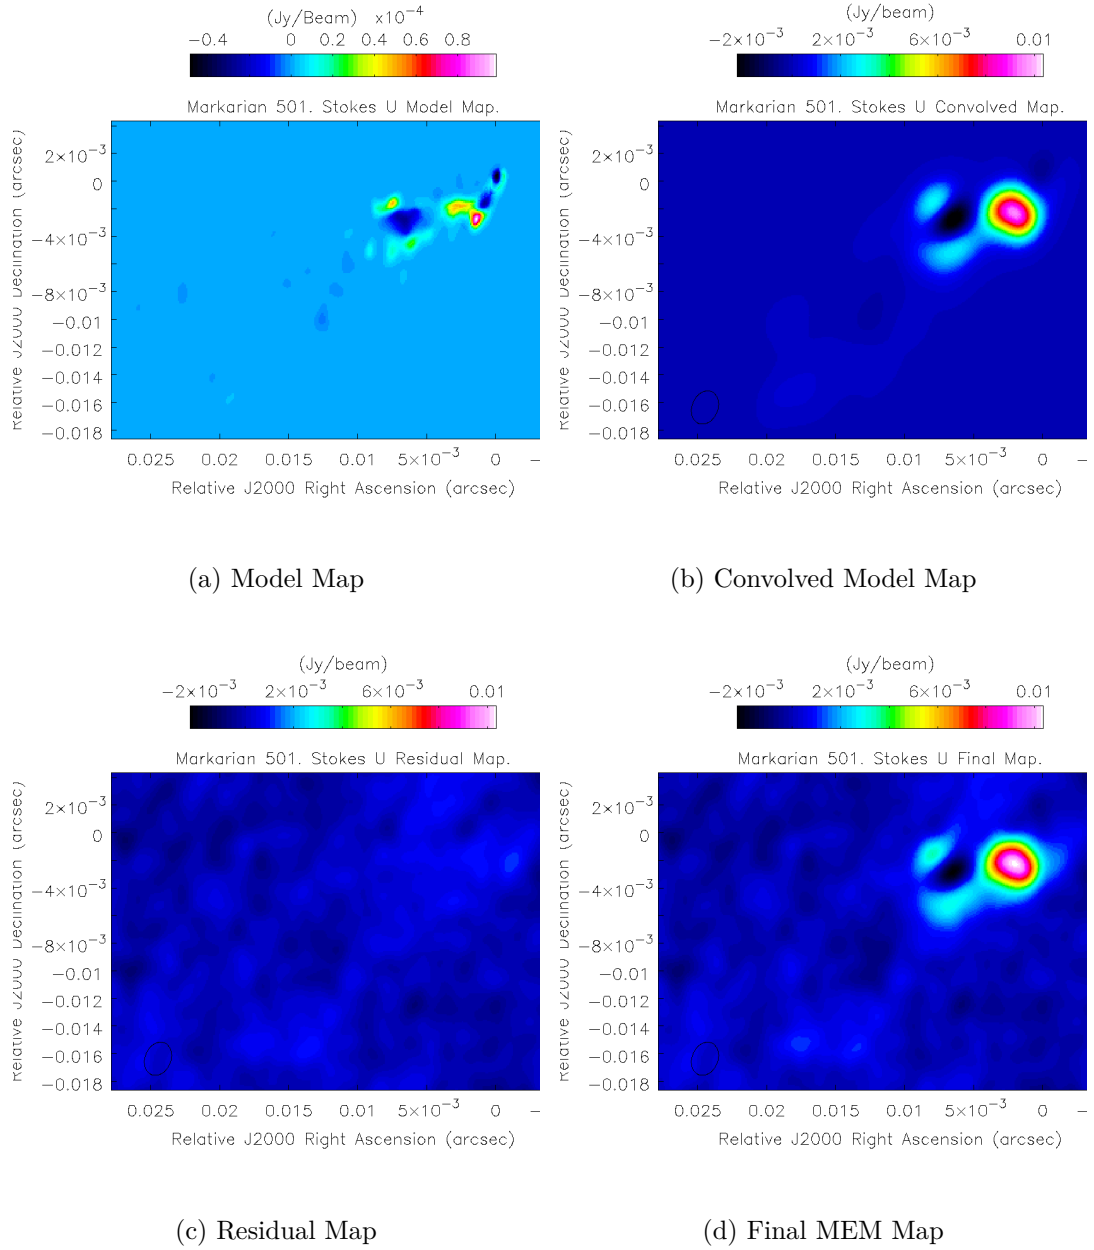 (Jy/Beam) ×10⁻⁴
−0.4 0 0.2 0.4 0.6 0.8
Markarian 501. Stokes U Model Map.
Relative J2000 Declination (arcsec)
2×10⁻³
0
−4×10⁻³
−8×10⁻³
−0.01
−0.012
−0.014
−0.016
−0.018
0.025 0.02 0.015 0.01 5×10⁻³ 0 −
Relative J2000 Right Ascension (arcsec)
(a) Model Map
(Jy/beam)
−2×10⁻³ 2×10⁻³ 6×10⁻³ 0.01
Markarian 501. Stokes U Convolved Map.
Relative J2000 Declination (arcsec)
2×10⁻³
0
−4×10⁻³
−8×10⁻³
−0.01
−0.012
−0.014
−0.016
−0.018
0.025 0.02 0.015 0.01 5×10⁻³ 0
Relative J2000 Right Ascension (arcsec)
(b) Convolved Model Map
(Jy/beam)
−2×10⁻³ 2×10⁻³ 6×10⁻³ 0.01
Markarian 501. Stokes U Residual Map.
Relative J2000 Declination (arcsec)
2×10⁻³
0
−4×10⁻³
−8×10⁻³
−0.01
−0.012
−0.014
−0.016
−0.018
0.025 0.02 0.015 0.01 5×10⁻³ 0 −
Relative J2000 Right Ascension (arcsec)
(c) Residual Map
(Jy/beam)
−2×10⁻³ 2×10⁻³ 6×10⁻³ 0.01
Markarian 501. Stokes U Final Map.
Relative J2000 Declination (arcsec)
2×10⁻³
0
−4×10⁻³
−8×10⁻³
−0.01
−0.012
−0.014
−0.016
−0.018
0.025 0.02 0.015 0.01 5×10⁻³ 0
Relative J2000 Right Ascension (arcsec)
(d) Final MEM Map